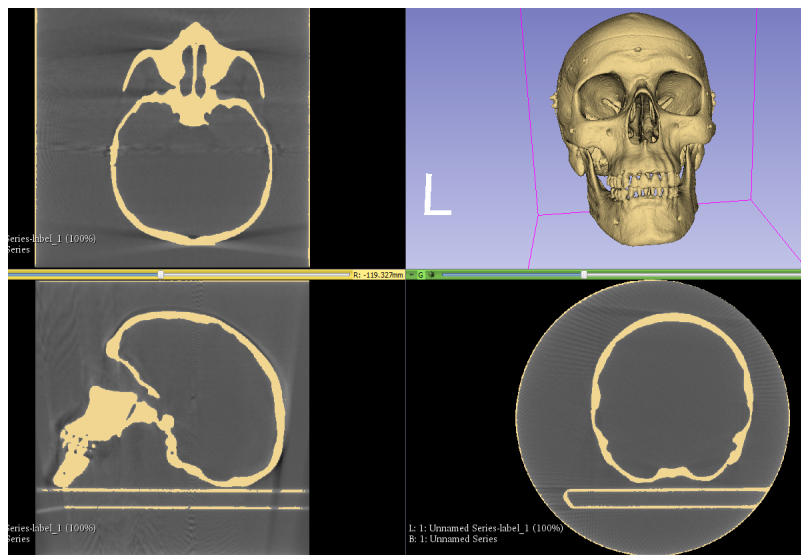 Series-label_1 (100%)
Series
L
R: -119.327mm
G
Series-label_1 (100%)
Series
L: 1: Unnamed Series-label_1 (100%)
B: 1: Unnamed Series